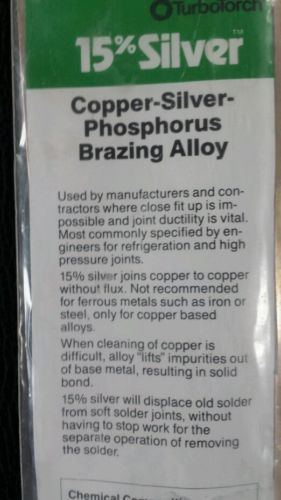 TurboTorch
15% Silver™
Copper-Silver-
Phosphorus
Brazing Alloy
Used by manufacturers and con-
tractors where close fit up is im-
possible and joint ductility is vital.
Most commonly specified by en-
gineers for refrigeration and high
pressure joints.
15% silver joins copper to copper
without flux. Not recommended
for ferrous metals such as iron or
steel, only for copper based
alloys.
When cleaning of copper is
difficult, alloy "lifts" impurities out
of base metal, resulting in solid
bond.
15% silver will displace old solder
from soft solder joints, without
having to stop work for the
separate operation of removing
the solder.
Chemical